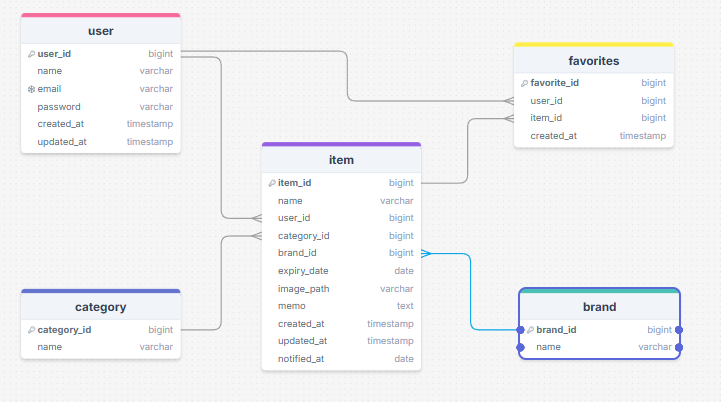 user
user_id bigint
name varchar
email varchar
password varchar
created_at timestamp
updated_at timestamp
favorites
favorite_id bigint
user_id bigint
item_id bigint
created_at timestamp
item
item_id bigint
name varchar
user_id bigint
category_id bigint
brand_id bigint
expiry_date date
image_path varchar
memo text
created_at timestamp
updated_at timestamp
notified_at date
category
category_id bigint
name varchar
brand
brand_id bigint
name varchar